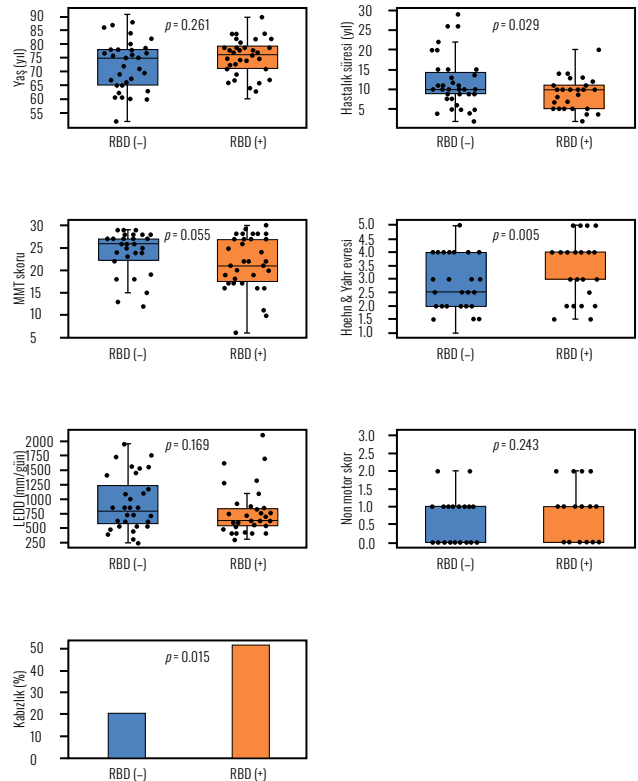 Yaş (yıl)
90
85
80
75
70
65
60
55
p = 0.261
RBD (–)
RBD (+)
Hastalık süresi (yıl)
30
25
20
15
10
5
p = 0.029
RBD (–)
RBD (+)
MMT skoru
30
25
20
15
10
5
p = 0.055
RBD (–)
RBD (+)
Hoehn & Yahr evresi
5.0
4.5
4.0
3.5
3.0
2.5
2.0
1.5
1.0
p = 0.005
RBD (–)
RBD (+)
LEDD (mm/gün)
2000
1750
1500
1250
1000
750
500
250
p = 0.169
RBD (–)
RBD (+)
Non motor skor
3.0
2.5
2.0
1.5
1.0
0.5
0.0
p = 0.243
RBD (–)
RBD (+)
Kabızlık (%)
50
40
30
20
10
0
p = 0.015
RBD (–)
RBD (+)